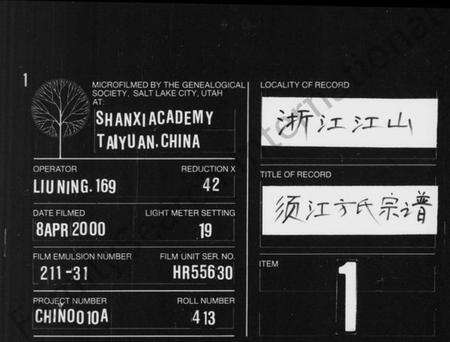 1
MICROFILMED BY THE GENEALOGICAL
SOCIETY, SALT LAKE CITY, UTAH
AT:
SHANXI ACADEMY
TAIYUAN. CHINA
OPERATOR
REDUCTION X
LIU NING. 169
42
DATE FILMED
LIGHT METER SETTING
8APR 2000
19
FILM EMULSION NUMBER
FILM UNIT SER. NO.
211-31
HR55630
PROJECT NUMBER
ROLL NUMBER
CHINO010A
413
LOCALITY OF RECORD
浙江江山
TITLE OF RECORD
须江方氏宗谱
ITEM
1